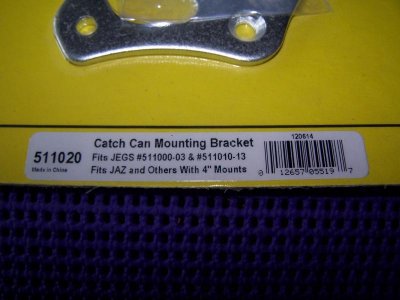 Catch Can Mounting Bracket
511020
Fits JEGS #511000-03 & #511010-13
Made in China
Fits JAZ and Others With 4" Mounts
120614
0 12657 05519 7